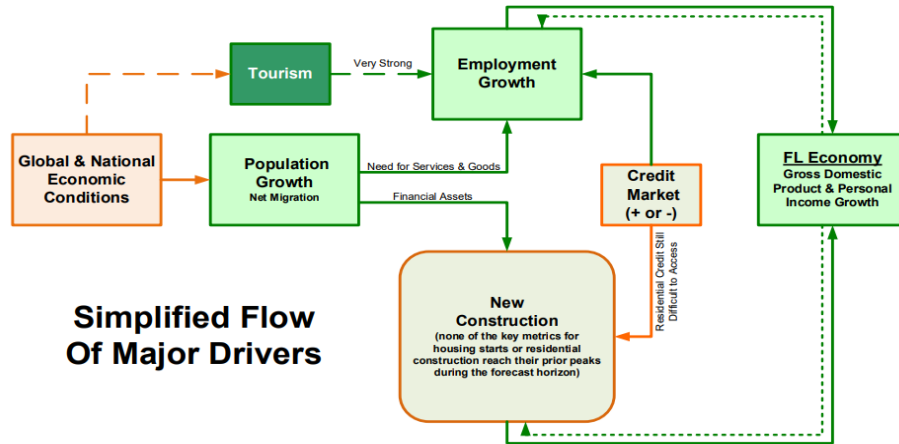 Tourism
Very Strong
Employment
Growth
Global & National
Economic
Conditions
Population
Growth
Net Migration
Need for Services & Goods
Financial Assets
Credit
Market
(+ or -)
FL Economy
Gross Domestic
Product & Personal
Income Growth
Residential Credit Still
Difficult to Access
New
Construction
(none of the key metrics for
housing starts or residential
construction reach their prior peaks
during the forecast horizon)
Simplified Flow
Of Major Drivers